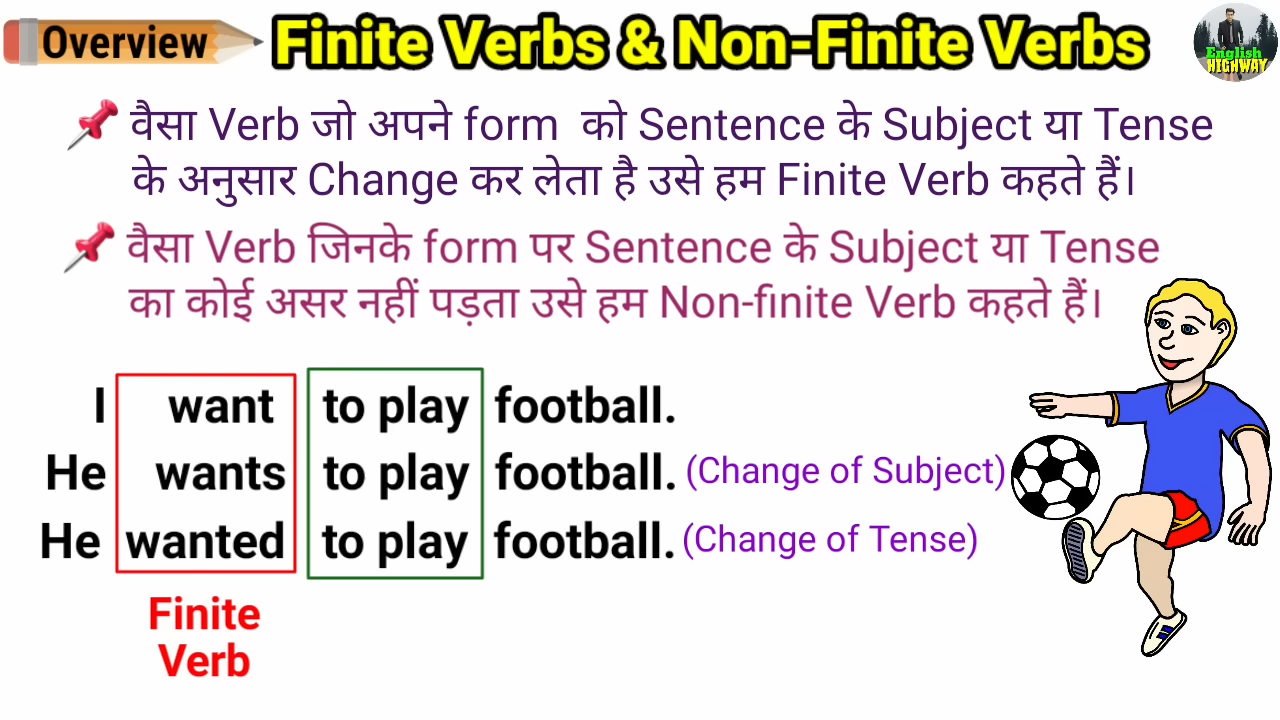 Overview
Finite Verbs & Non-Finite Verbs
English
HIGHWAY
वैसा Verb जो अपने form को Sentence के Subject या Tense
के अनुसार Change कर लेता है उसे हम Finite Verb कहते हैं।
वैसा Verb जिनके form पर Sentence के Subject या Tense
का कोई असर नहीं पड़ता उसे हम Non-finite Verb कहते हैं।
I want to play football.
He wants to play football. (Change of Subject)
He wanted to play football. (Change of Tense)
Finite
Verb